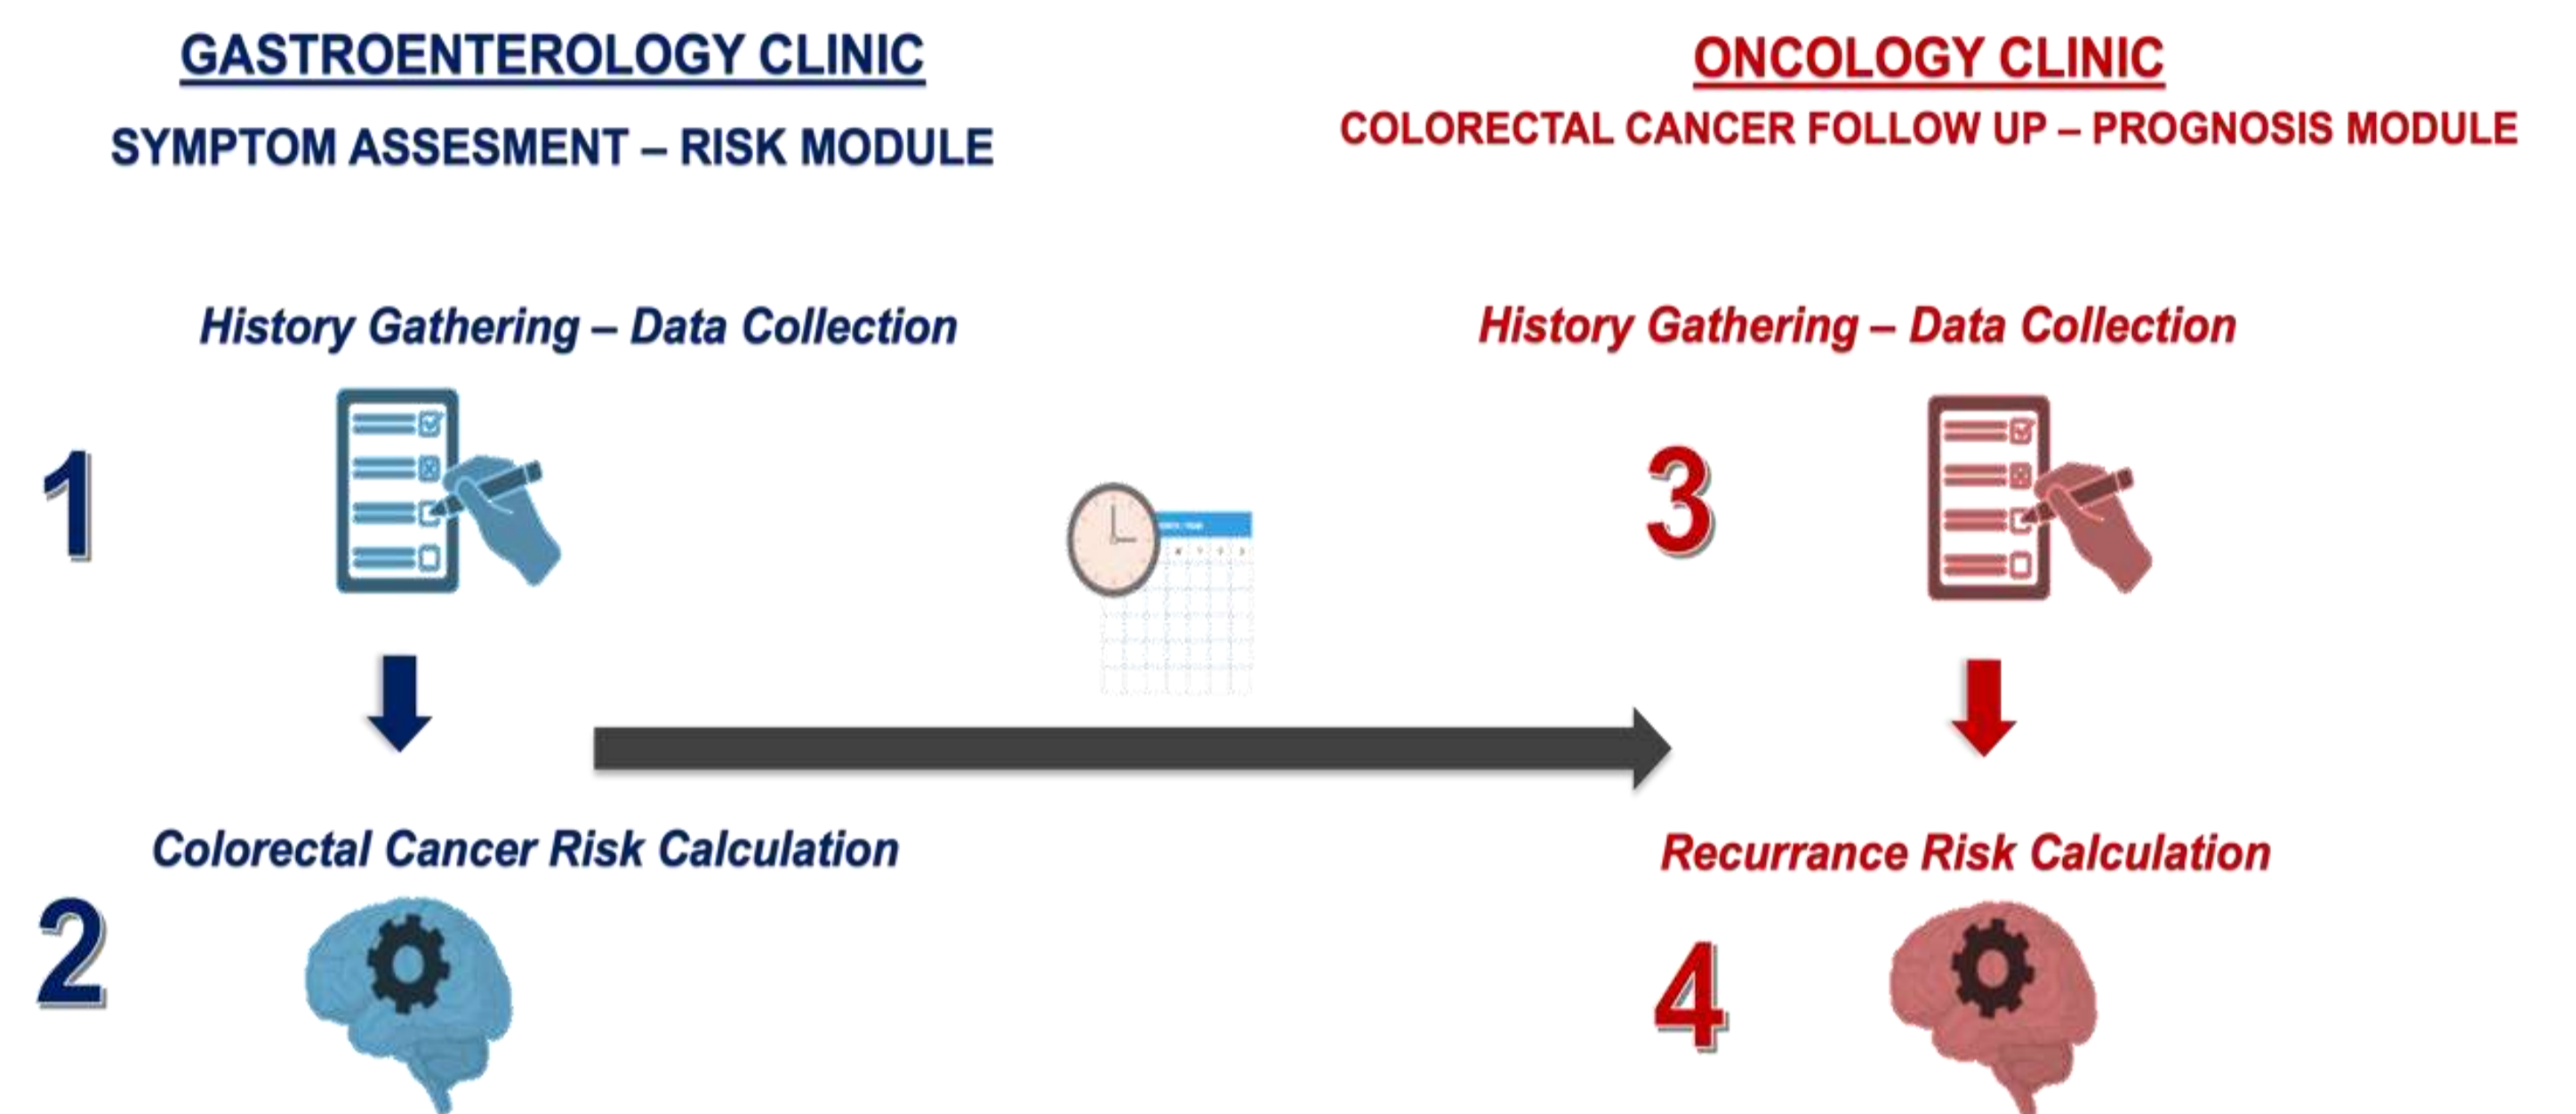 GASTROENTEROLOGY CLINIC
SYMPTOM ASSESMENT – RISK MODULE
History Gathering – Data Collection
1
Colorectal Cancer Risk Calculation
2
ONCOLOGY CLINIC
COLORECTAL CANCER FOLLOW UP – PROGNOSIS MODULE
History Gathering – Data Collection
3
Recurrance Risk Calculation
4